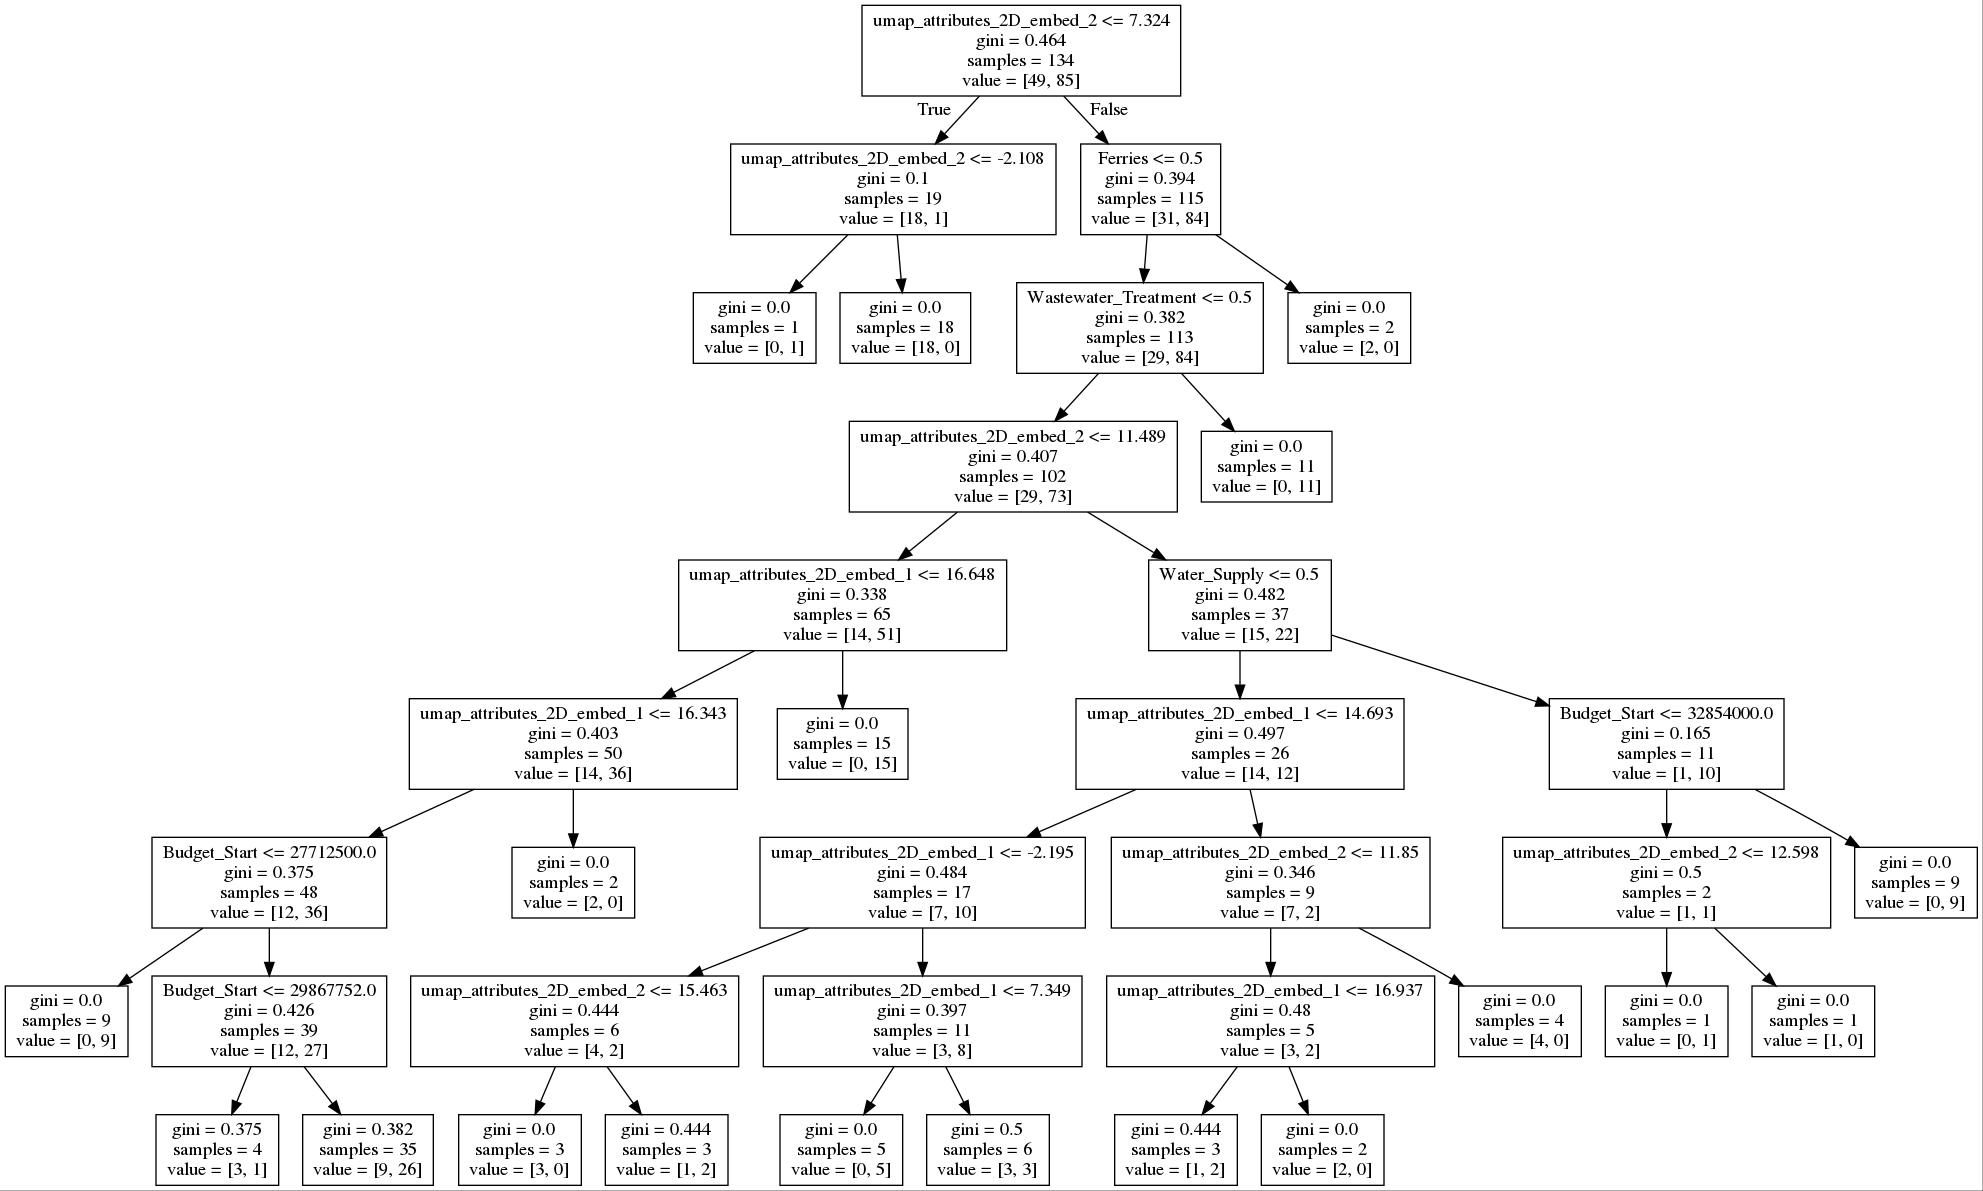 umap_attributes_2D_embed_2 <= 7.324
gini = 0.464
samples = 134
value = [49, 85]
True
False
umap_attributes_2D_embed_2 <= -2.108
gini = 0.1
samples = 19
value = [18, 1]
Ferries <= 0.5
gini = 0.394
samples = 115
value = [31, 84]
gini = 0.0
samples = 1
value = [0, 1]
gini = 0.0
samples = 18
value = [18, 0]
Wastewater_Treatment <= 0.5
gini = 0.382
samples = 113
value = [29, 84]
gini = 0.0
samples = 2
value = [2, 0]
umap_attributes_2D_embed_2 <= 11.489
gini = 0.407
samples = 102
value = [29, 73]
gini = 0.0
samples = 11
value = [0, 11]
umap_attributes_2D_embed_1 <= 16.648
gini = 0.338
samples = 65
value = [14, 51]
Water_Supply <= 0.5
gini = 0.482
samples = 37
value = [15, 22]
umap_attributes_2D_embed_1 <= 16.343
gini = 0.403
samples = 50
value = [14, 36]
gini = 0.0
samples = 15
value = [0, 15]
umap_attributes_2D_embed_1 <= 14.693
gini = 0.497
samples = 26
value = [14, 12]
Budget_Start <= 32854000.0
gini = 0.165
samples = 11
value = [1, 10]
Budget_Start <= 27712500.0
gini = 0.375
samples = 48
value = [12, 36]
gini = 0.0
samples = 2
value = [2, 0]
umap_attributes_2D_embed_1 <= -2.195
gini = 0.484
samples = 17
value = [7, 10]
umap_attributes_2D_embed_2 <= 11.85
gini = 0.346
samples = 9
value = [7, 2]
umap_attributes_2D_embed_2 <= 12.598
gini = 0.5
samples = 2
value = [1, 1]
gini = 0.0
samples = 9
value = [0, 9]
gini = 0.0
samples = 9
value = [0, 9]
Budget_Start <= 29867752.0
gini = 0.426
samples = 39
value = [12, 27]
umap_attributes_2D_embed_2 <= 15.463
gini = 0.444
samples = 6
value = [4, 2]
umap_attributes_2D_embed_1 <= 7.349
gini = 0.397
samples = 11
value = [3, 8]
umap_attributes_2D_embed_1 <= 16.937
gini = 0.48
samples = 5
value = [3, 2]
gini = 0.0
samples = 4
value = [4, 0]
gini = 0.0
samples = 1
value = [0, 1]
gini = 0.0
samples = 1
value = [1, 0]
gini = 0.375
samples = 4
value = [3, 1]
gini = 0.382
samples = 35
value = [9, 26]
gini = 0.0
samples = 3
value = [3, 0]
gini = 0.444
samples = 3
value = [1, 2]
gini = 0.0
samples = 5
value = [0, 5]
gini = 0.5
samples = 6
value = [3, 3]
gini = 0.444
samples = 3
value = [1, 2]
gini = 0.0
samples = 2
value = [2, 0]